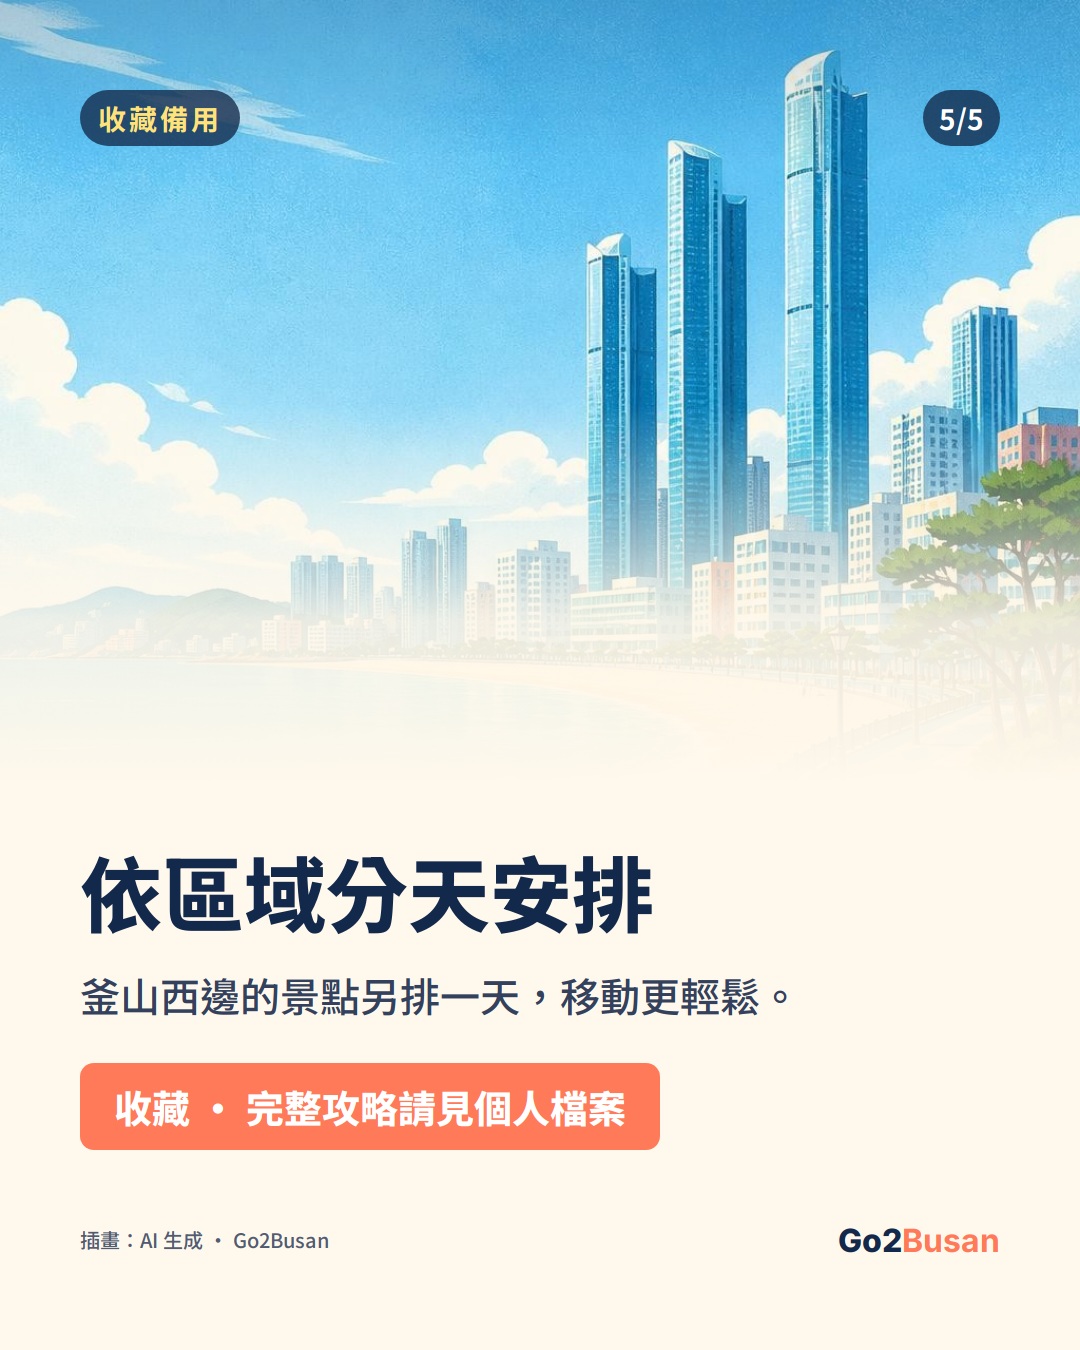 收藏備用
5/5
依區域分天安排
釜山西邊的景點另排一天，移動更輕鬆。
收藏 · 完整攻略請見個人檔案
插畫：AI 生成 · Go2Busan
Go2Busan